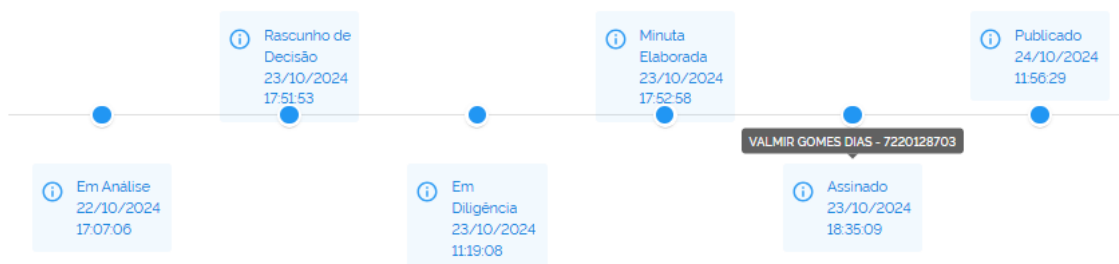 Rascunho de
Decisão
23/10/2024
17:51:53
Minuta
Elaborada
23/10/2024
17:52:58
Publicado
24/10/2024
11:56:29
VALMIR GOMES DIAS - 7220128703
Em Análise
22/10/2024
17:07:06
Em
Diligência
23/10/2024
11:19:08
Assinado
23/10/2024
18:35:09